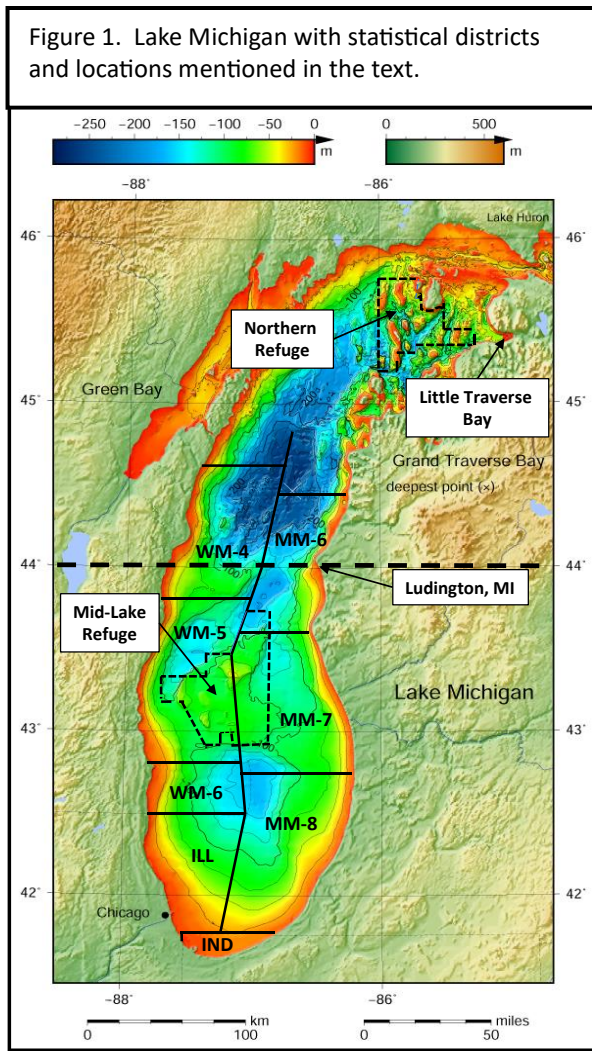 Figure 1. Lake Michigan with statistical districts
and locations mentioned in the text.
−250 −200 −150 −100 −50 0
m
0 500
m
−88 −86
Lake Huron
46°
46°
100
Northern
Refuge
45°
45°
Green Bay
Little Traverse
Bay
Grand Traverse Bay
deepest point (×)
WM-4
MM-6
44°
44°
Ludington, MI
Mid-Lake
Refuge
WM-5
Lake Michigan
43°
43°
MM-7
WM-6
MM-8
ILL
42°
42°
Chicago
IND
−88 −86
km
0 100
miles
0 50